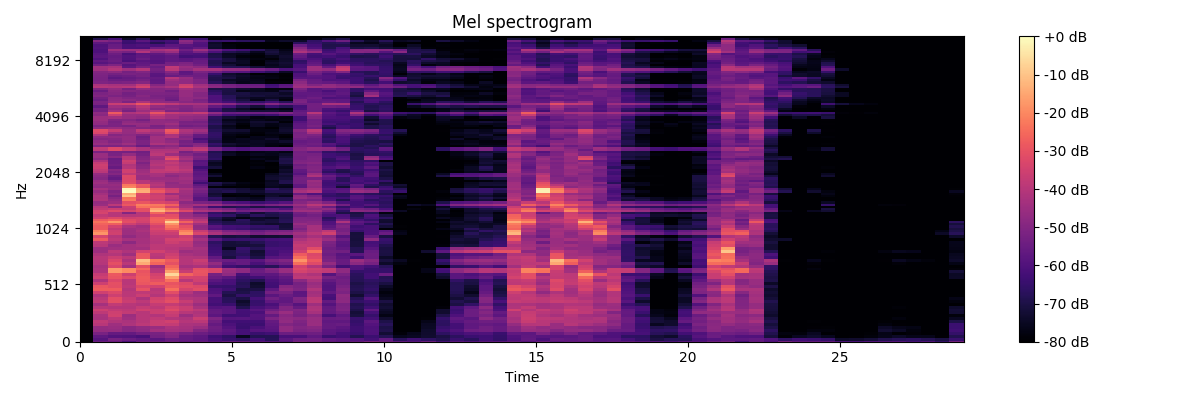 Mel spectrogram
Hz
8192
4096
2048
1024
512
0
0 5 10 15 20 25
Time
+0 dB
-10 dB
-20 dB
-30 dB
-40 dB
-50 dB
-60 dB
-70 dB
-80 dB